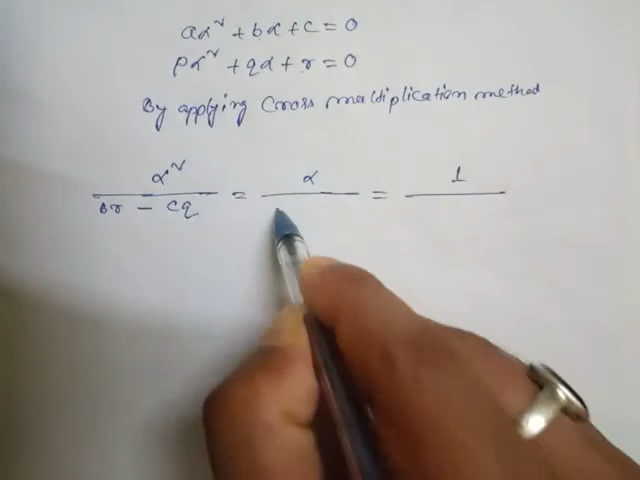 aα² + bα + c = 0
pα² + qα + r = 0
By applying Cross multiplication method
α² / br - cq = α / = 1 /